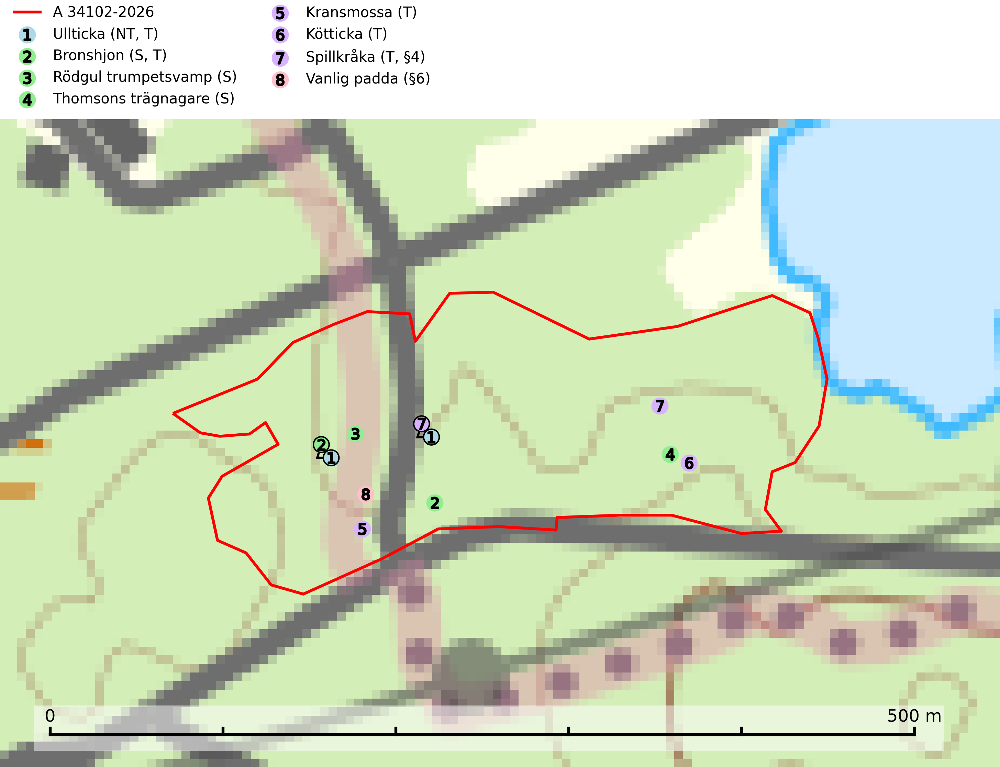 A 34102-2026
1 Ullticka (NT, T)
2 Bronshjon (S, T)
3 Rödgul trumpetsvamp (S)
4 Thomsons trägnagare (S)
5 Kransmossa (T)
6 Kötticka (T)
7 Spillkråka (T, §4)
8 Vanlig padda (§6)
7
7
3
1
2
1
4
6
8
2
5
0 500 m